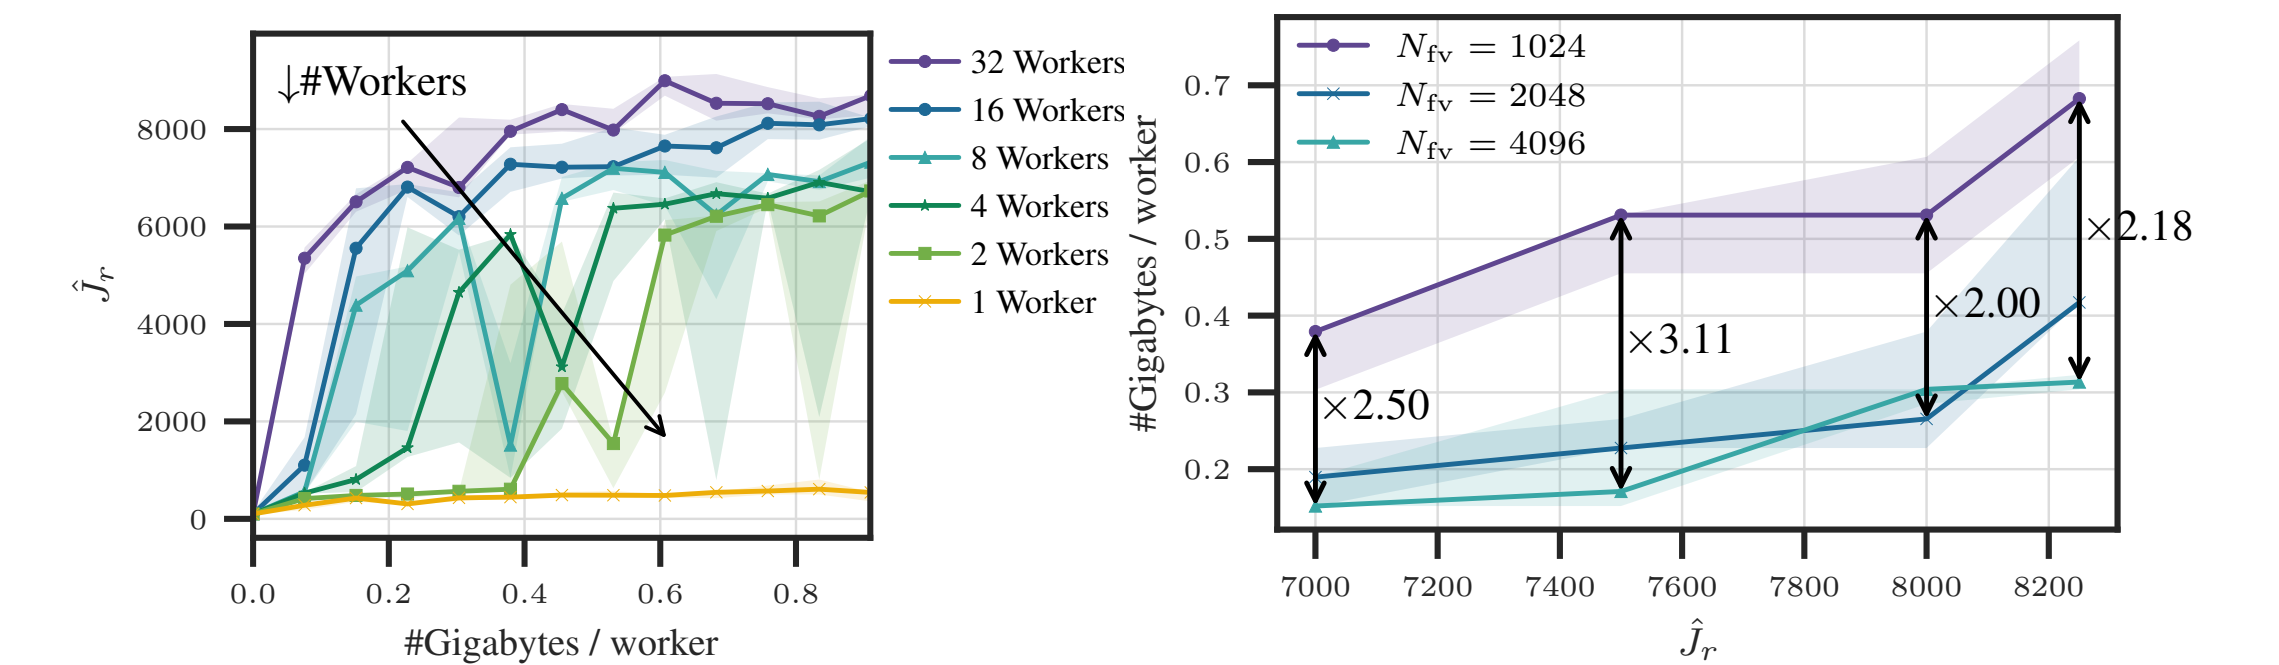 ↓#Workers
8000
6000
4000
2000
0
Ĵr
0.0 0.2 0.4 0.6 0.8
#Gigabytes / worker
32 Workers
16 Workers
8 Workers
4 Workers
2 Workers
1 Worker
#Gigabytes / worker
0.7
0.6
0.5
0.4
0.3
0.2
Nfv = 1024
Nfv = 2048
Nfv = 4096
×2.50
×3.11
×2.00
×2.18
7000 7200 7400 7600 7800 8000 8200
Ĵr